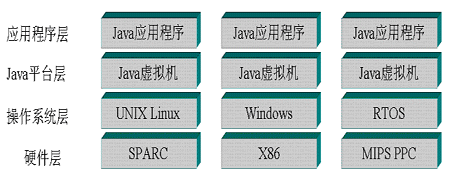 应用程序层 Java应用程序 Java应用程序 Java应用程序
Java平台层 Java虚拟机 Java虚拟机 Java虚拟机
操作系统层 UNIX Linux Windows RTOS
硬件层 SPARC X86 MIPS PPC